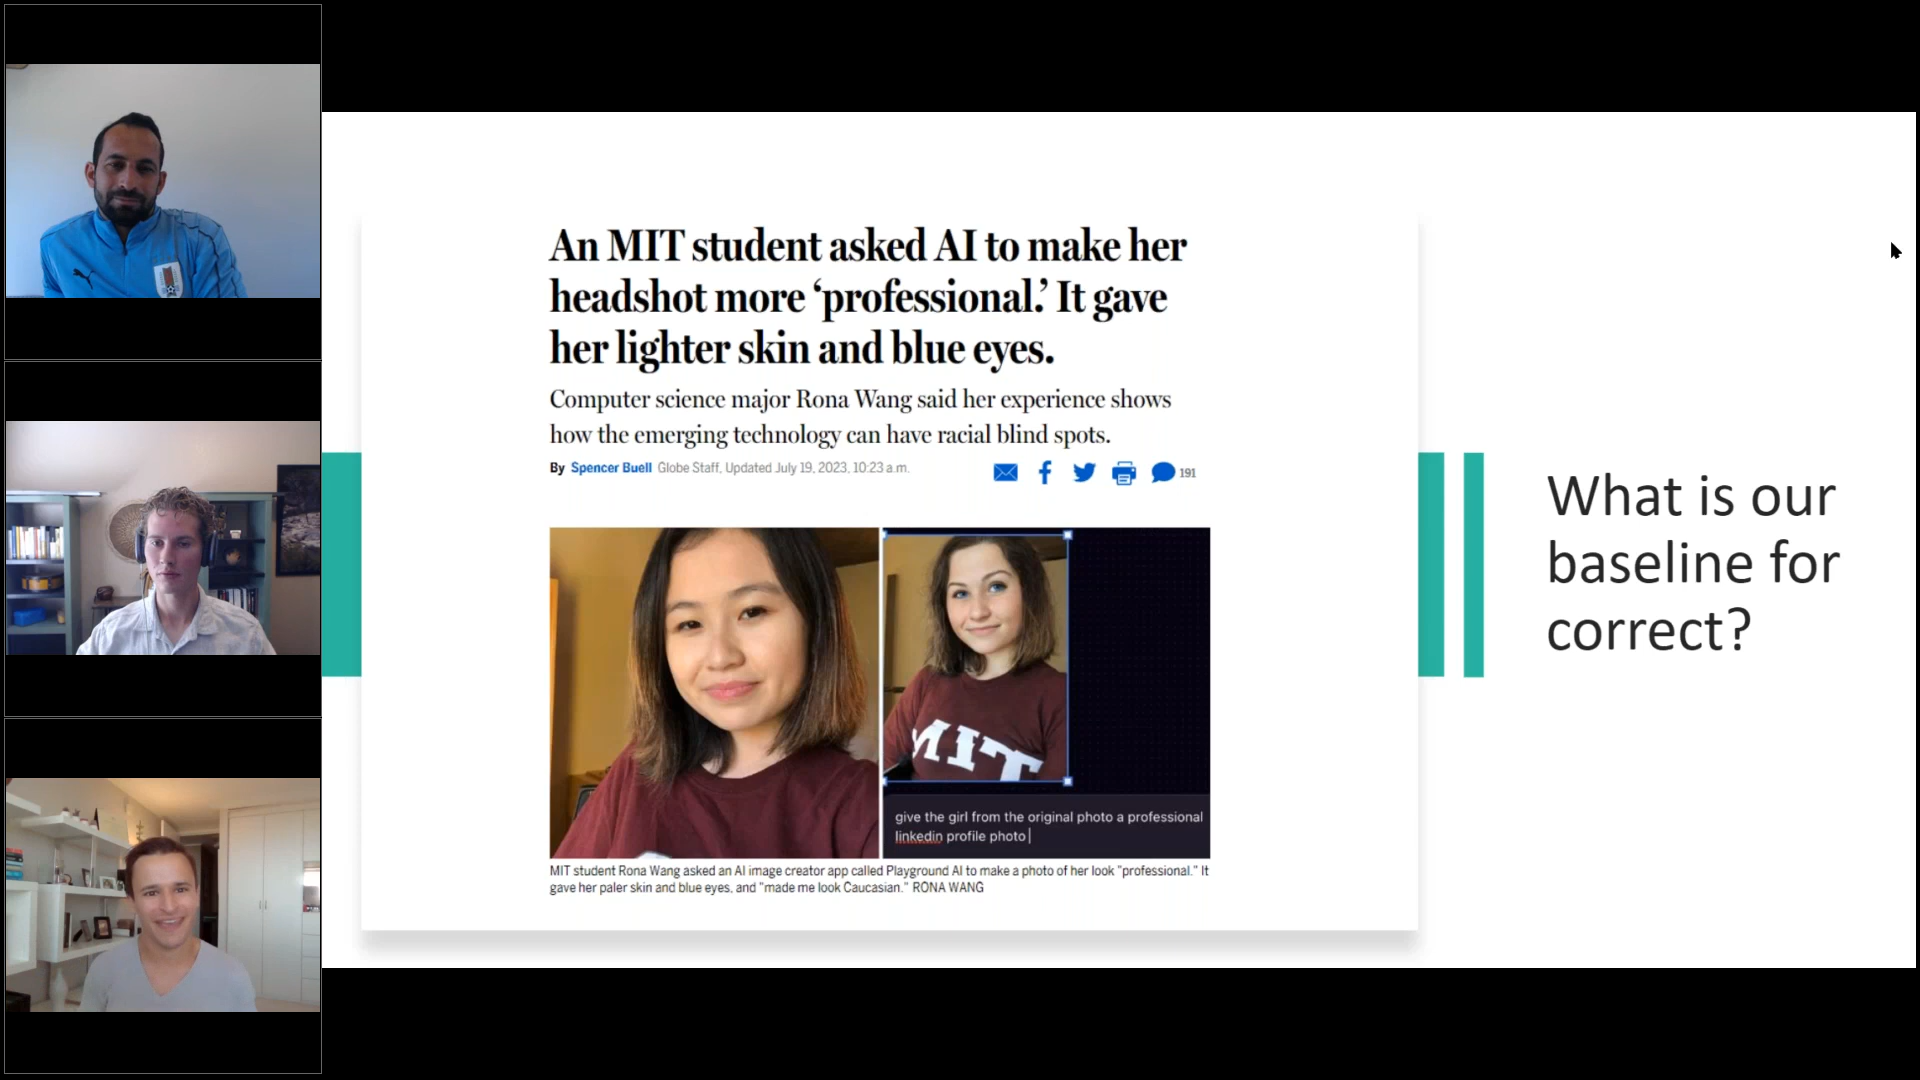 An MIT student asked AI to make her
headshot more ‘professional.’ It gave
her lighter skin and blue eyes.
Computer science major Rona Wang said her experience shows
how the emerging technology can have racial blind spots.
By Spencer Buell Globe Staff, Updated July 19, 2023, 10:23 a.m.
191
MIT
give the girl from the original photo a professional
linkedin profile photo
MIT student Rona Wang asked an AI image creator app called Playground AI to make a photo of her look "professional." It
gave her paler skin and blue eyes, and "made me look Caucasian." RONA WANG
What is our
baseline for
correct?